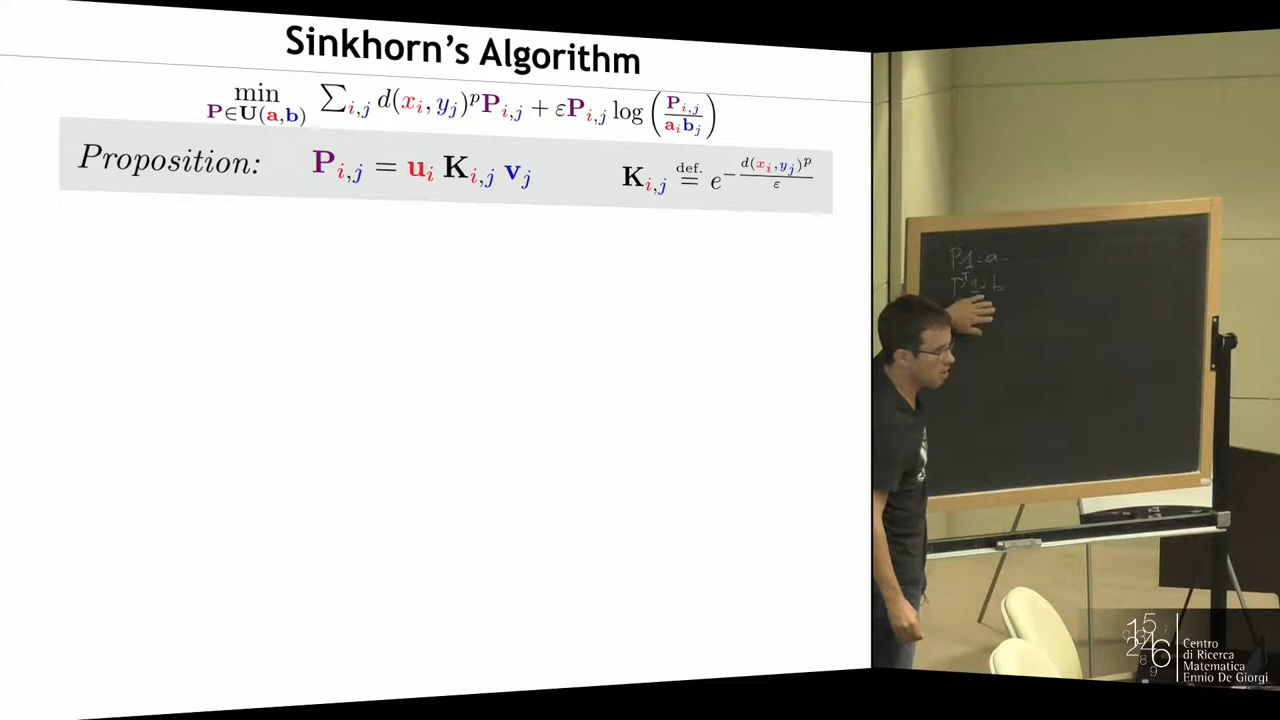 Sinkhorn's Algorithm
min_{P∈U(a,b)} ∑_{i,j} d(x_i, y_j)^p P_{i,j} + εP_{i,j} log (P_{i,j} / a_i b_j)
Proposition: P_{i,j} = u_i K_{i,j} v_j K_{i,j} def. = e^{-d(x_i,y_j)^p / ε}
P1 = a
P^T 1 = b
Centro
di Ricerca
Matematica
Ennio De Giorgi